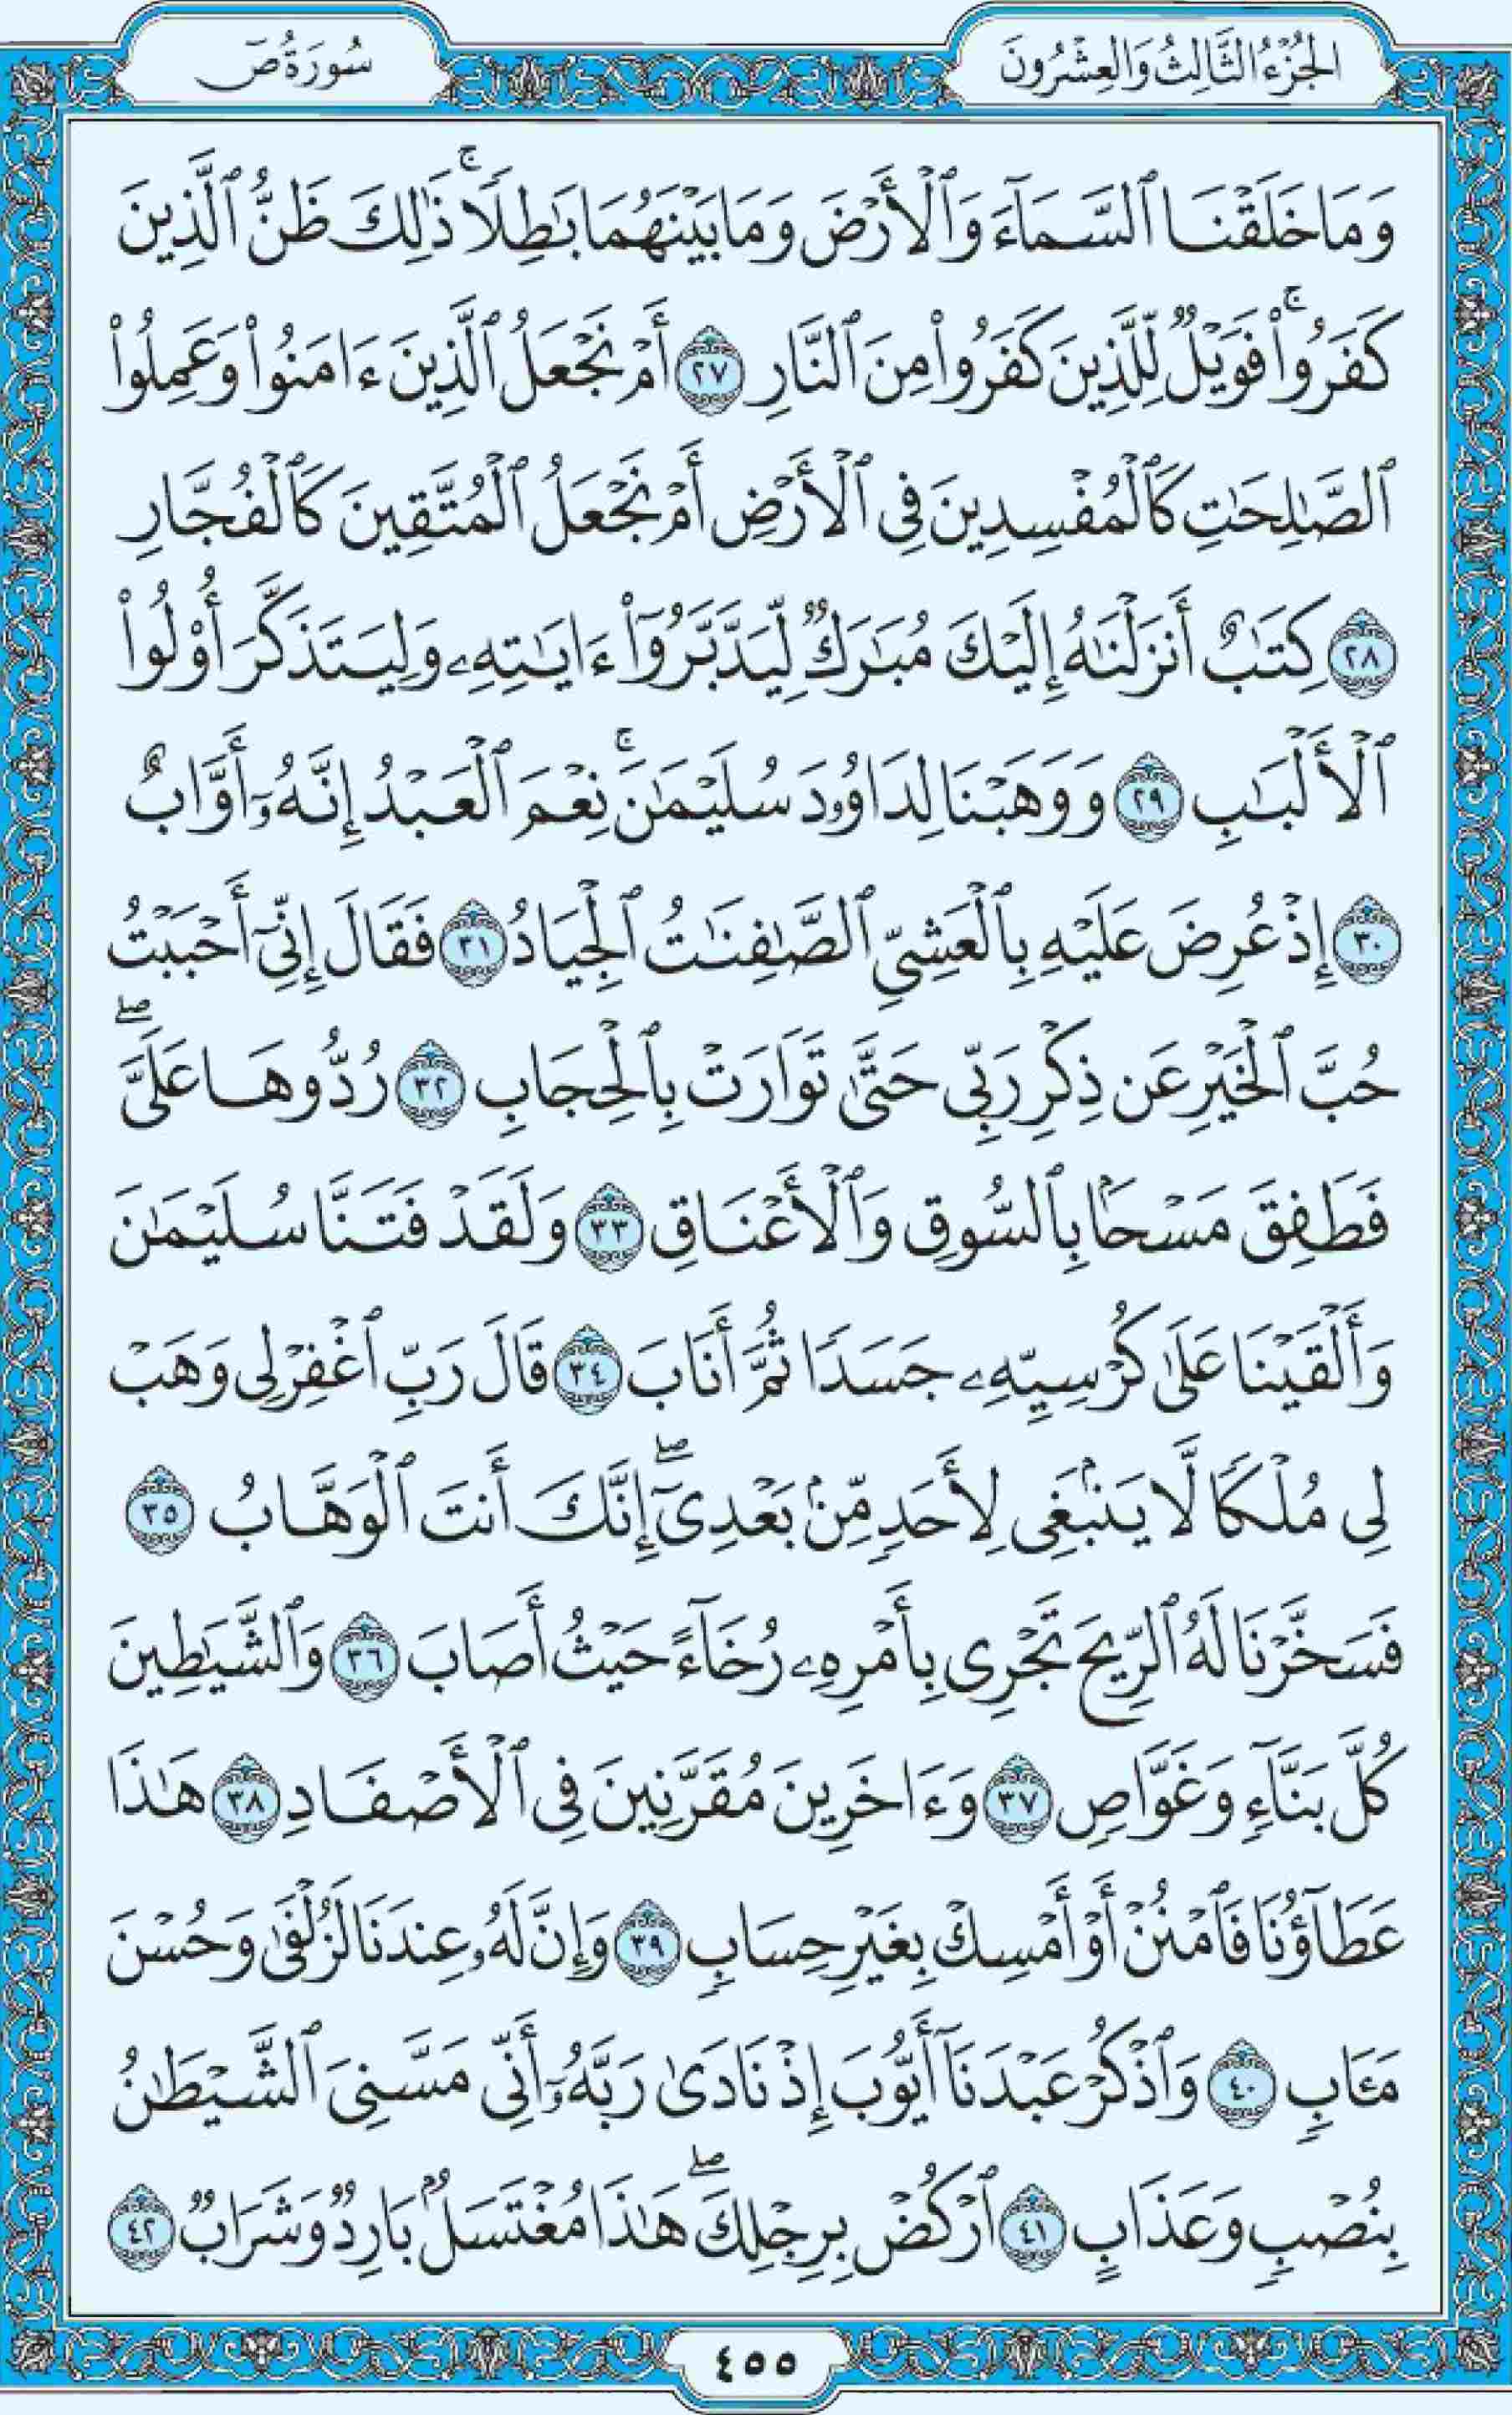 الجُزْءُ الثَّالِثُ وَالعِشْرُونَ
سُورَةُ صٓ
وَمَا خَلَقْنَا ٱلسَّمَآءَ وَٱلْأَرْضَ وَمَا بَيْنَهُمَا بَـٰطِلًاۚ ذَٰلِكَ ظَنُّ ٱلَّذِينَ
كَفَرُوا۟ۚ فَوَيْلٌ لِّلَّذِينَ كَفَرُوا۟ مِنَ ٱلنَّارِ ٢٧ أَمْ نَجْعَلُ ٱلَّذِينَ ءَامَنُوا۟ وَعَمِلُوا۟
ٱلصَّـٰلِحَـٰتِ كَٱلْمُفْسِدِينَ فِى ٱلْأَرْضِ أَمْ نَجْعَلُ ٱلْمُتَّقِينَ كَٱلْفُجَّارِ
٢٨ كِتَـٰبٌ أَنزَلْنَـٰهُ إِلَيْكَ مُبَـٰرَكٌ لِّيَدَّبَّرُوٓا۟ ءَايَـٰتِهِۦ وَلِيَتَذَكَّرَ أُو۟لُوا۟
ٱلْأَلْبَـٰبِ ٢٩ وَوَهَبْنَا لِدَاوُۥدَ سُلَيْمَـٰنَۚ نِعْمَ ٱلْعَبْدُ إِنَّهُۥٓ أَوَّابٌ
٣٠ إِذْ عُرِضَ عَلَيْهِ بِٱلْعَشِىِّ ٱلصَّـٰفِنَـٰتُ ٱلْجِيَادُ ٣١ فَقَالَ إِنِّىٓ أَحْبَبْتُ
حُبَّ ٱلْخَيْرِ عَن ذِكْرِ رَبِّى حَتَّىٰ تَوَارَتْ بِٱلْحِجَابِ ٣٢ رُدُّوهَا عَلَىَّۖ
فَطَفِقَ مَسْحًۢا بِٱلسُّوقِ وَٱلْأَعْنَاقِ ٣٣ وَلَقَدْ فَتَنَّا سُلَيْمَـٰنَ
وَأَلْقَيْنَا عَلَىٰ كُرْسِيِّهِۦ جَسَدًا ثُمَّ أَنَابَ ٣٤ قَالَ رَبِّ ٱغْفِرْ لِى وَهَبْ
لِى مُلْكًا لَّا يَنۢبَغِى لِأَحَدٍ مِّنۢ بَعْدِىٓۖ إِنَّكَ أَنتَ ٱلْوَهَّابُ ٣٥
فَسَخَّرْنَا لَهُ ٱلرِّيحَ تَجْرِى بِأَمْرِهِۦ رُخَآءً حَيْثُ أَصَابَ ٣٦ وَٱلشَّيَـٰطِينَ
كُلَّ بَنَّآءٍ وَغَوَّاصٍ ٣٧ وَءَاخَرِينَ مُقَرَّنِينَ فِى ٱلْأَصْفَادِ ٣٨ هَـٰذَا
عَطَآؤُنَا فَٱمْنُنْ أَوْ أَمْسِكْ بِغَيْرِ حِسَابٍ ٣٩ وَإِنَّ لَهُۥ عِندَنَا لَزُلْفَىٰ وَحُسْنَ
مَـَٔابٍ ٤٠ وَٱذْكُرْ عَبْدَنَآ أَيُّوبَ إِذْ نَادَىٰ رَبَّهُۥٓ أَنِّى مَسَّنِىَ ٱلشَّيْطَـٰنُ
بِنُصْبٍ وَعَذَابٍ ٤١ ٱرْكُضْ بِرِجْلِكَۖ هَـٰذَا مُغْتَسَلٌۢ بَارِدٌ وَشَرَابٌ ٤٢
٤٥٥